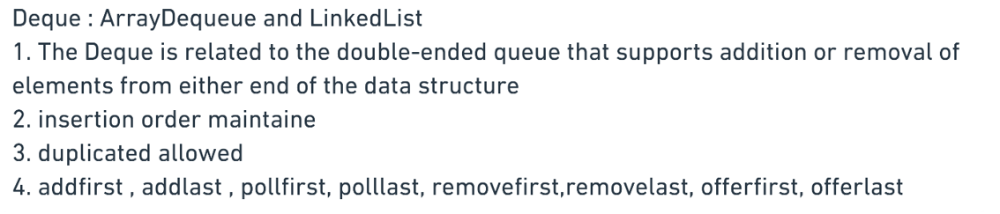 Deque : ArrayDequeue and LinkedList
1. The Deque is related to the double-ended queue that supports addition or removal of
elements from either end of the data structure
2. insertion order maintaine
3. duplicated allowed
4. addfirst , addlast , pollfirst, polllast, removefirst,removelast, offerfirst, offerlast